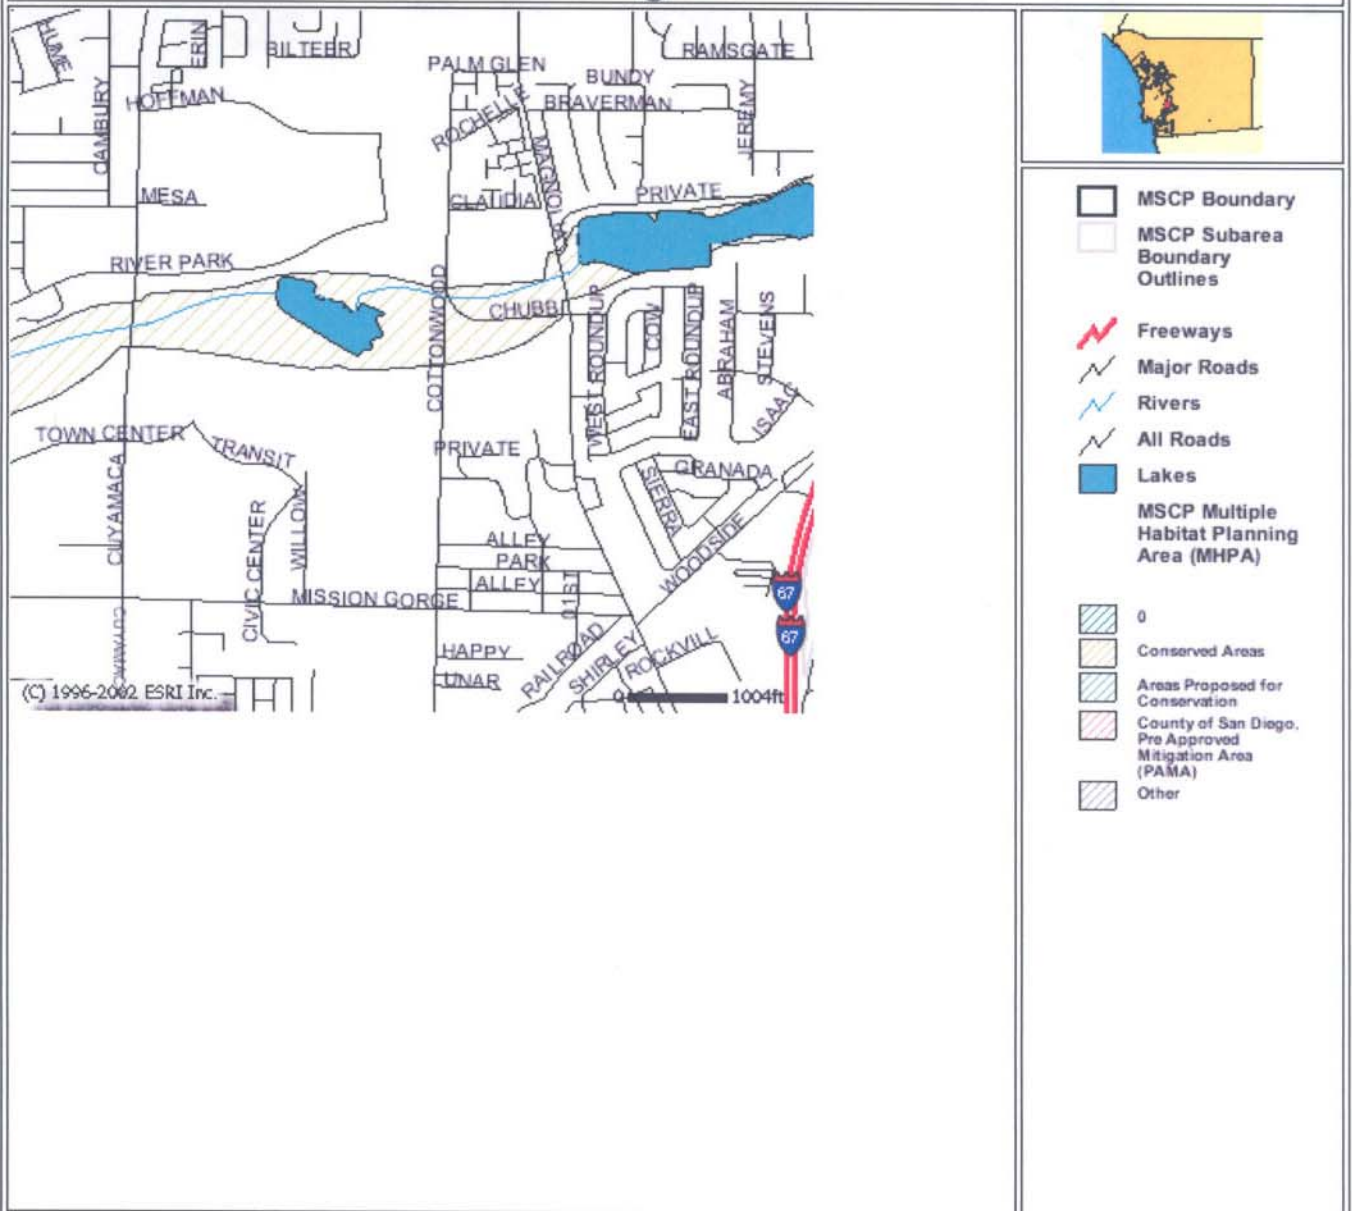 HUME
ERIN
BILTEER
RAMSGATE
PALM GLEN
BUNDY
HOFFMAN
BRAVERMAN
CAMBURY
ROCHELLE
JEREMY
MESA
CLAUDIA
PRIVATE
RIVER PARK
CHUBB
COTTONWOOD
WEST ROUNDUP
COW
EAST ROUNDUP
ABRAHAM
STEVENS
ISAAC
TOWN CENTER
TRANSIT
PRIVATE
GRANADA
SIERRA
CUYAMACA
WILLOW
CIVIC CENTER
ALLEY
PARK
ALLEY
WOODSIDE
MISSION GORGE
01ST
67
67
CUYAMACA
HAPPY
UNAR
RAILROAD
SHIRLEY
ROCKVILL
(C) 1996-2002 ESRI Inc.
0 1004ft
MSCP Boundary
MSCP Subarea
Boundary
Outlines
Freeways
Major Roads
Rivers
All Roads
Lakes
MSCP Multiple
Habitat Planning
Area (MHPA)
0
Conserved Areas
Areas Proposed for
Conservation
County of San Diego,
Pre Approved
Mitigation Area
(PAMA)
Other